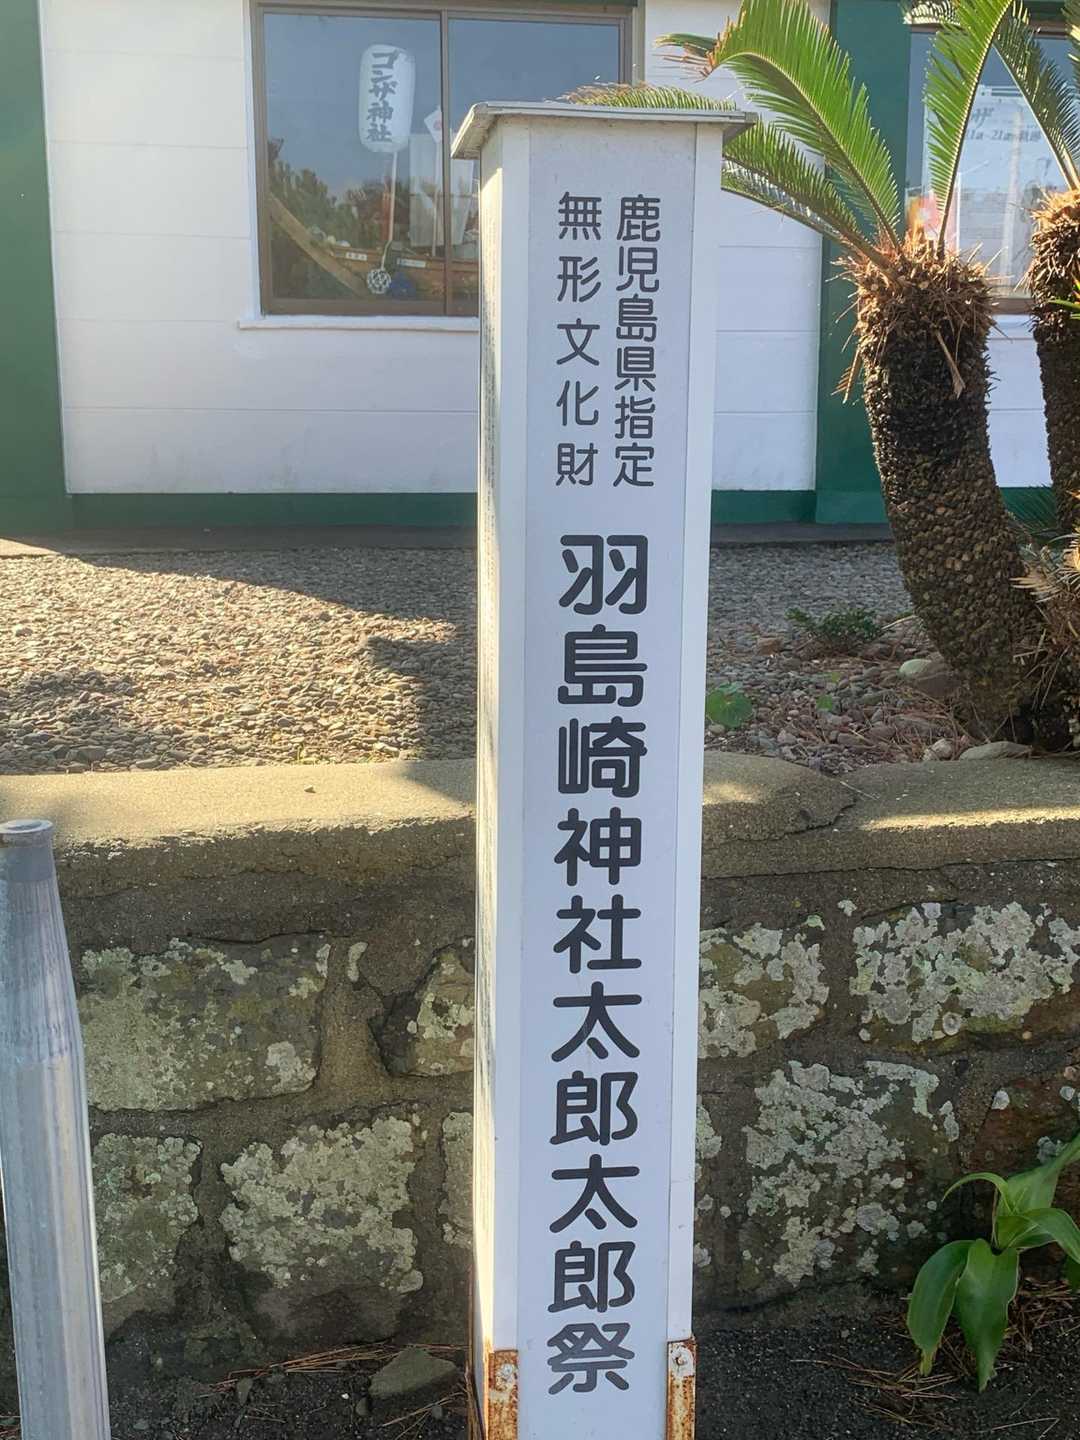 鹿児島県指定
無形文化財
羽島崎神社太郎太郎祭
ゴンザ神社